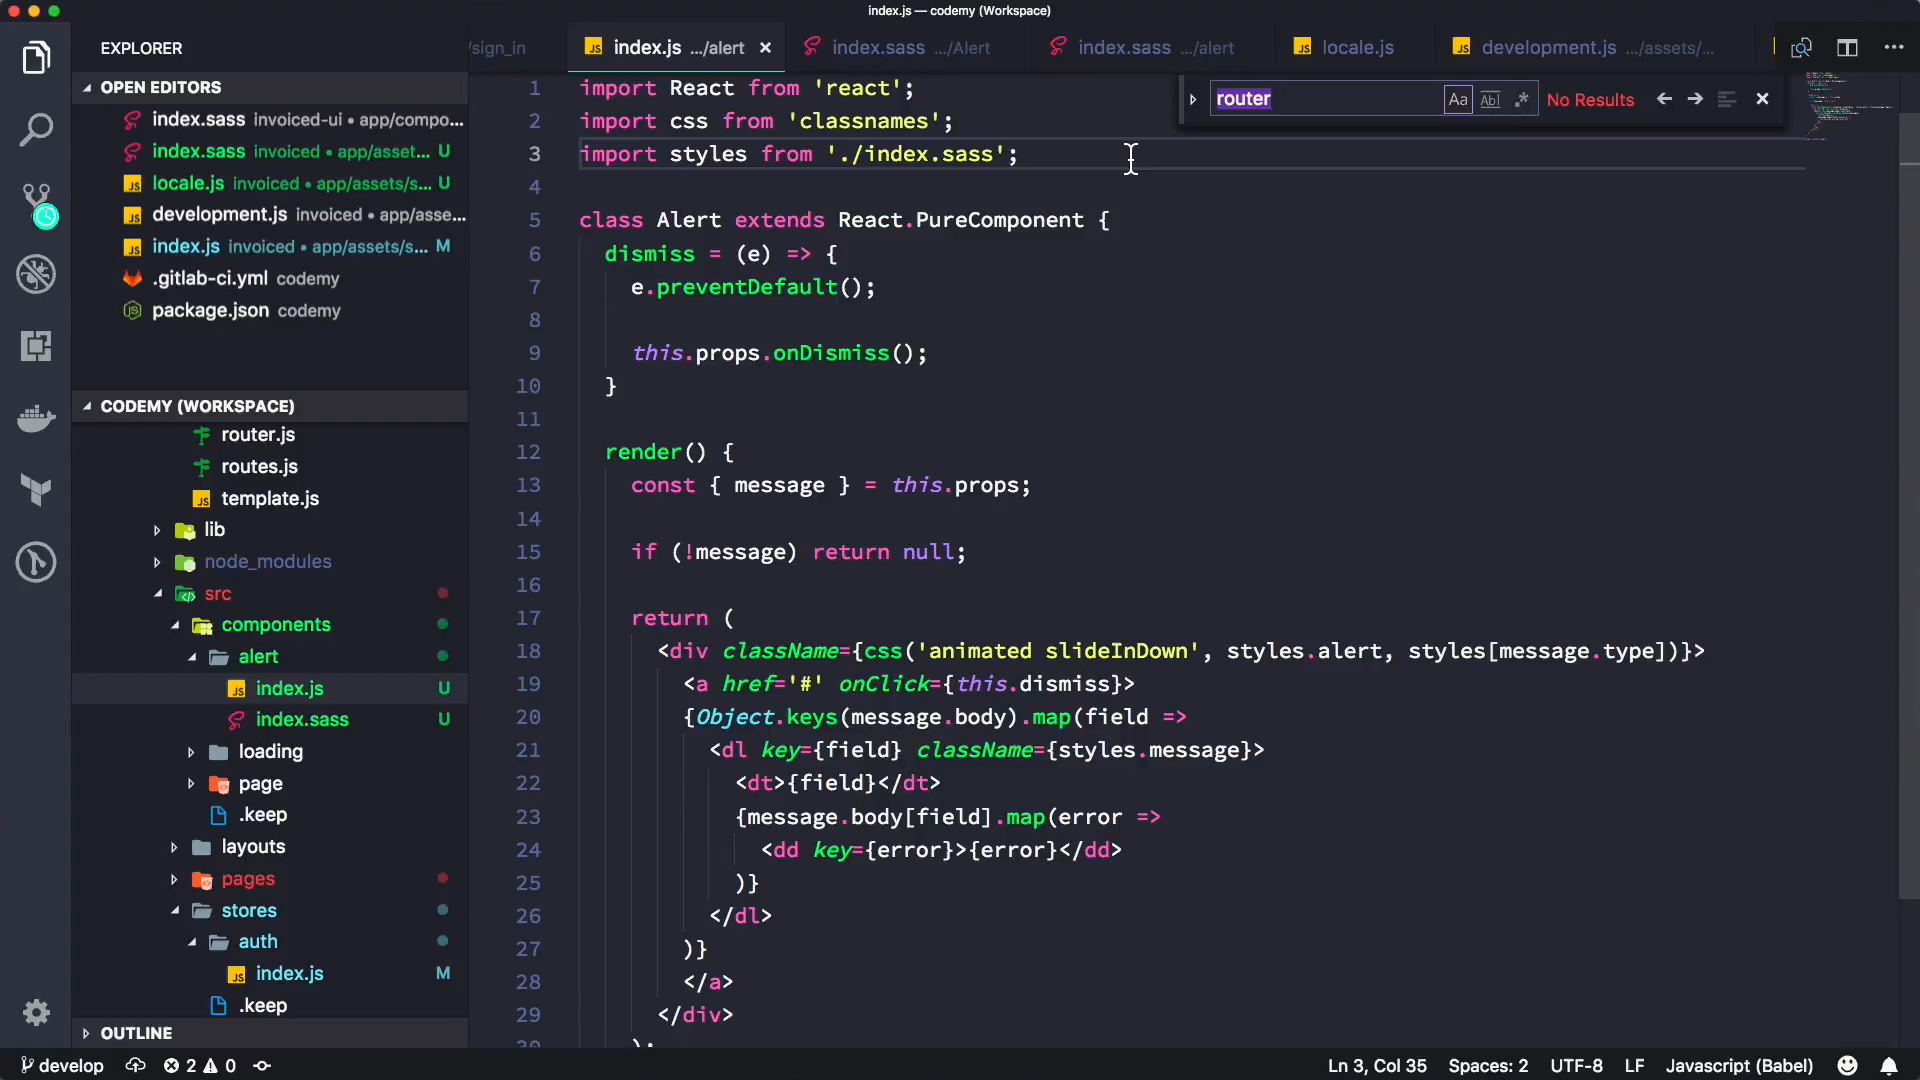 index.js — codemy (Workspace)
EXPLORER
/sign_in
index.js .../alert
index.sass .../Alert
index.sass .../alert
locale.js
development.js .../assets/...
OPEN EDITORS
index.sass invoiced-ui • app/compo...
index.sass invoiced • app/asset... U
locale.js invoiced • app/assets/s... U
development.js invoiced • app/asse...
index.js invoiced • app/assets/s... M
.gitlab-ci.yml codemy
package.json codemy
CODEMY (WORKSPACE)
router.js
routes.js
template.js
lib
node_modules
src
components
alert
index.js U
index.sass U
loading
page
.keep
layouts
pages
stores
auth
index.js M
.keep
OUTLINE
router Aa Abl .* No Results
1 import React from 'react';
2 import css from 'classnames';
3 import styles from './index.sass';
4
5 class Alert extends React.PureComponent {
6 dismiss = (e) => {
7 e.preventDefault();
8
9 this.props.onDismiss();
10 }
11
12 render() {
13 const { message } = this.props;
14
15 if (!message) return null;
16
17 return (
18 <div className={css('animated slideInDown', styles.alert, styles[message.type])}>
19 <a href='#' onClick={this.dismiss}>
20 {Object.keys(message.body).map(field =>
21 <dl key={field} className={styles.message}>
22 <dt>{field}</dt>
23 {message.body[field].map(error =>
24 <dd key={error}>{error}</dd>
25 )}
26 </dl>
27 )}
28 </a>
29 </div>
30 );
develop 2 0
Ln 3, Col 35 Spaces: 2 UTF-8 LF Javascript (Babel)